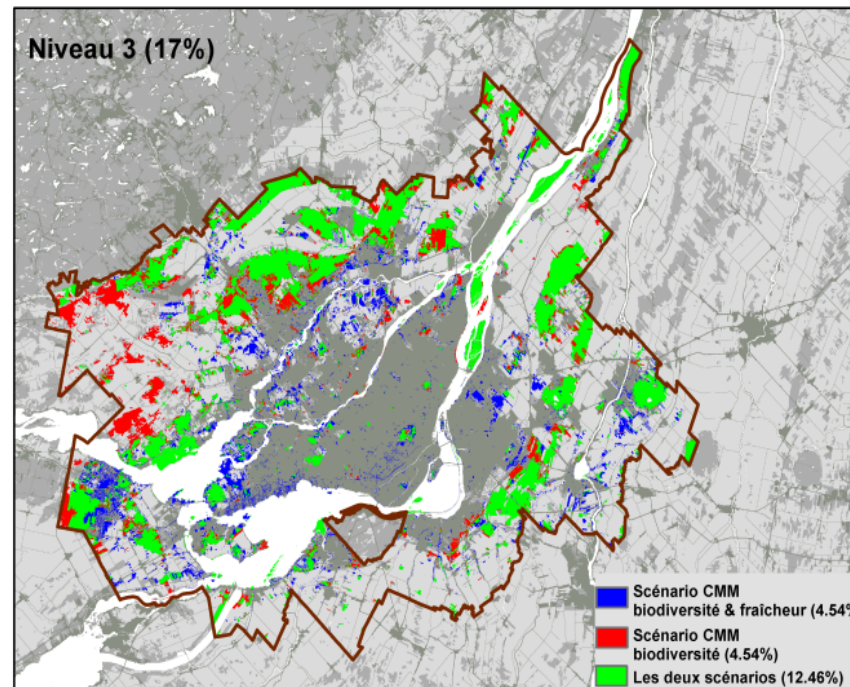 Niveau 3 (17%)
Scénario CMM
biodiversité & fraîcheur (4.54%
Scénario CMM
biodiversité (4.54%)
Les deux scénarios (12.46%)